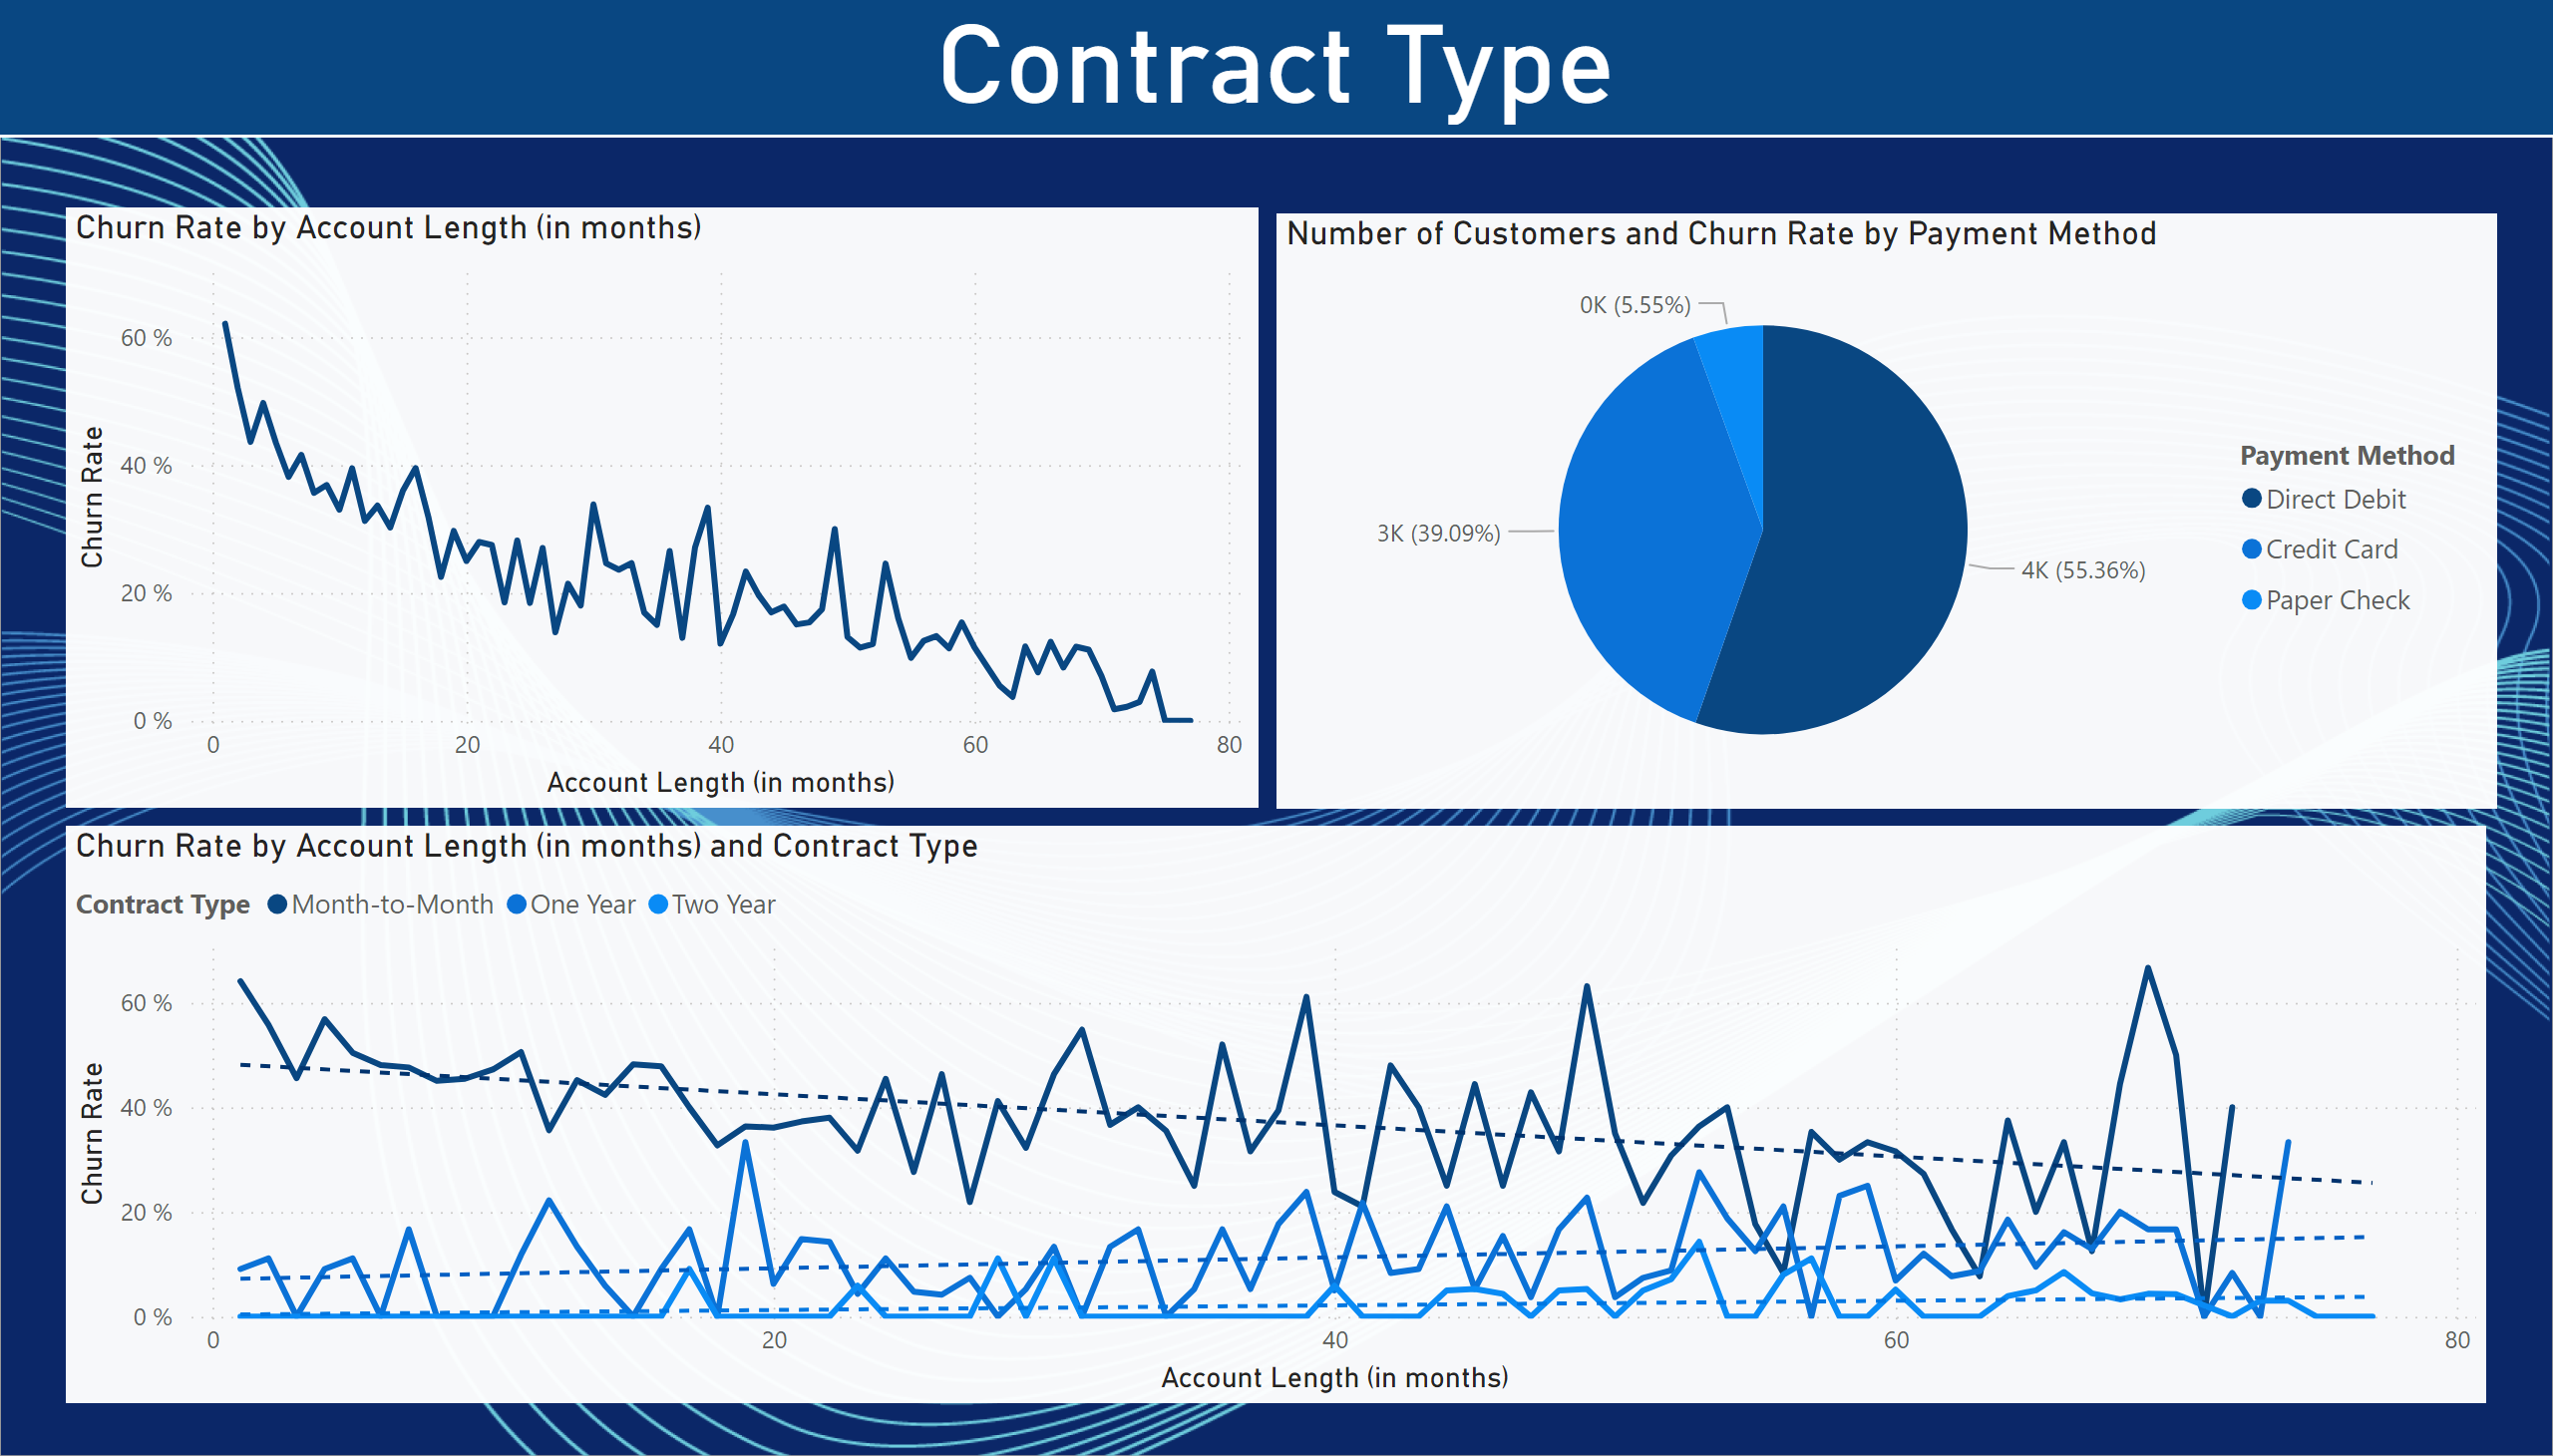 Contract Type
Churn Rate by Account Length (in months)
60 %
40 %
20 %
0 %
Churn Rate
0 20 40 60 80
Account Length (in months)
Number of Customers and Churn Rate by Payment Method
0K (5.55%)
3K (39.09%)
4K (55.36%)
Payment Method
Direct Debit
Credit Card
Paper Check
Churn Rate by Account Length (in months) and Contract Type
Contract Type Month-to-Month One Year Two Year
60 %
40 %
20 %
0 %
Churn Rate
0 20 40 60 80
Account Length (in months)